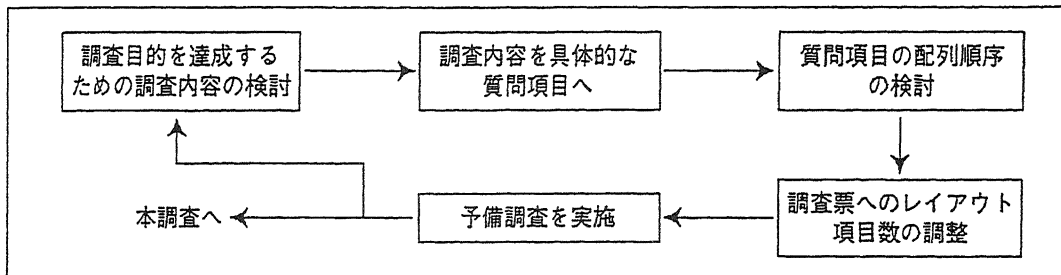 調査目的を達成する
ための調査内容の検討
調査内容を具体的な
質問項目へ
質問項目の配列順序
の検討
調査票へのレイアウト
項目数の調整
予備調査を実施
本調査へ